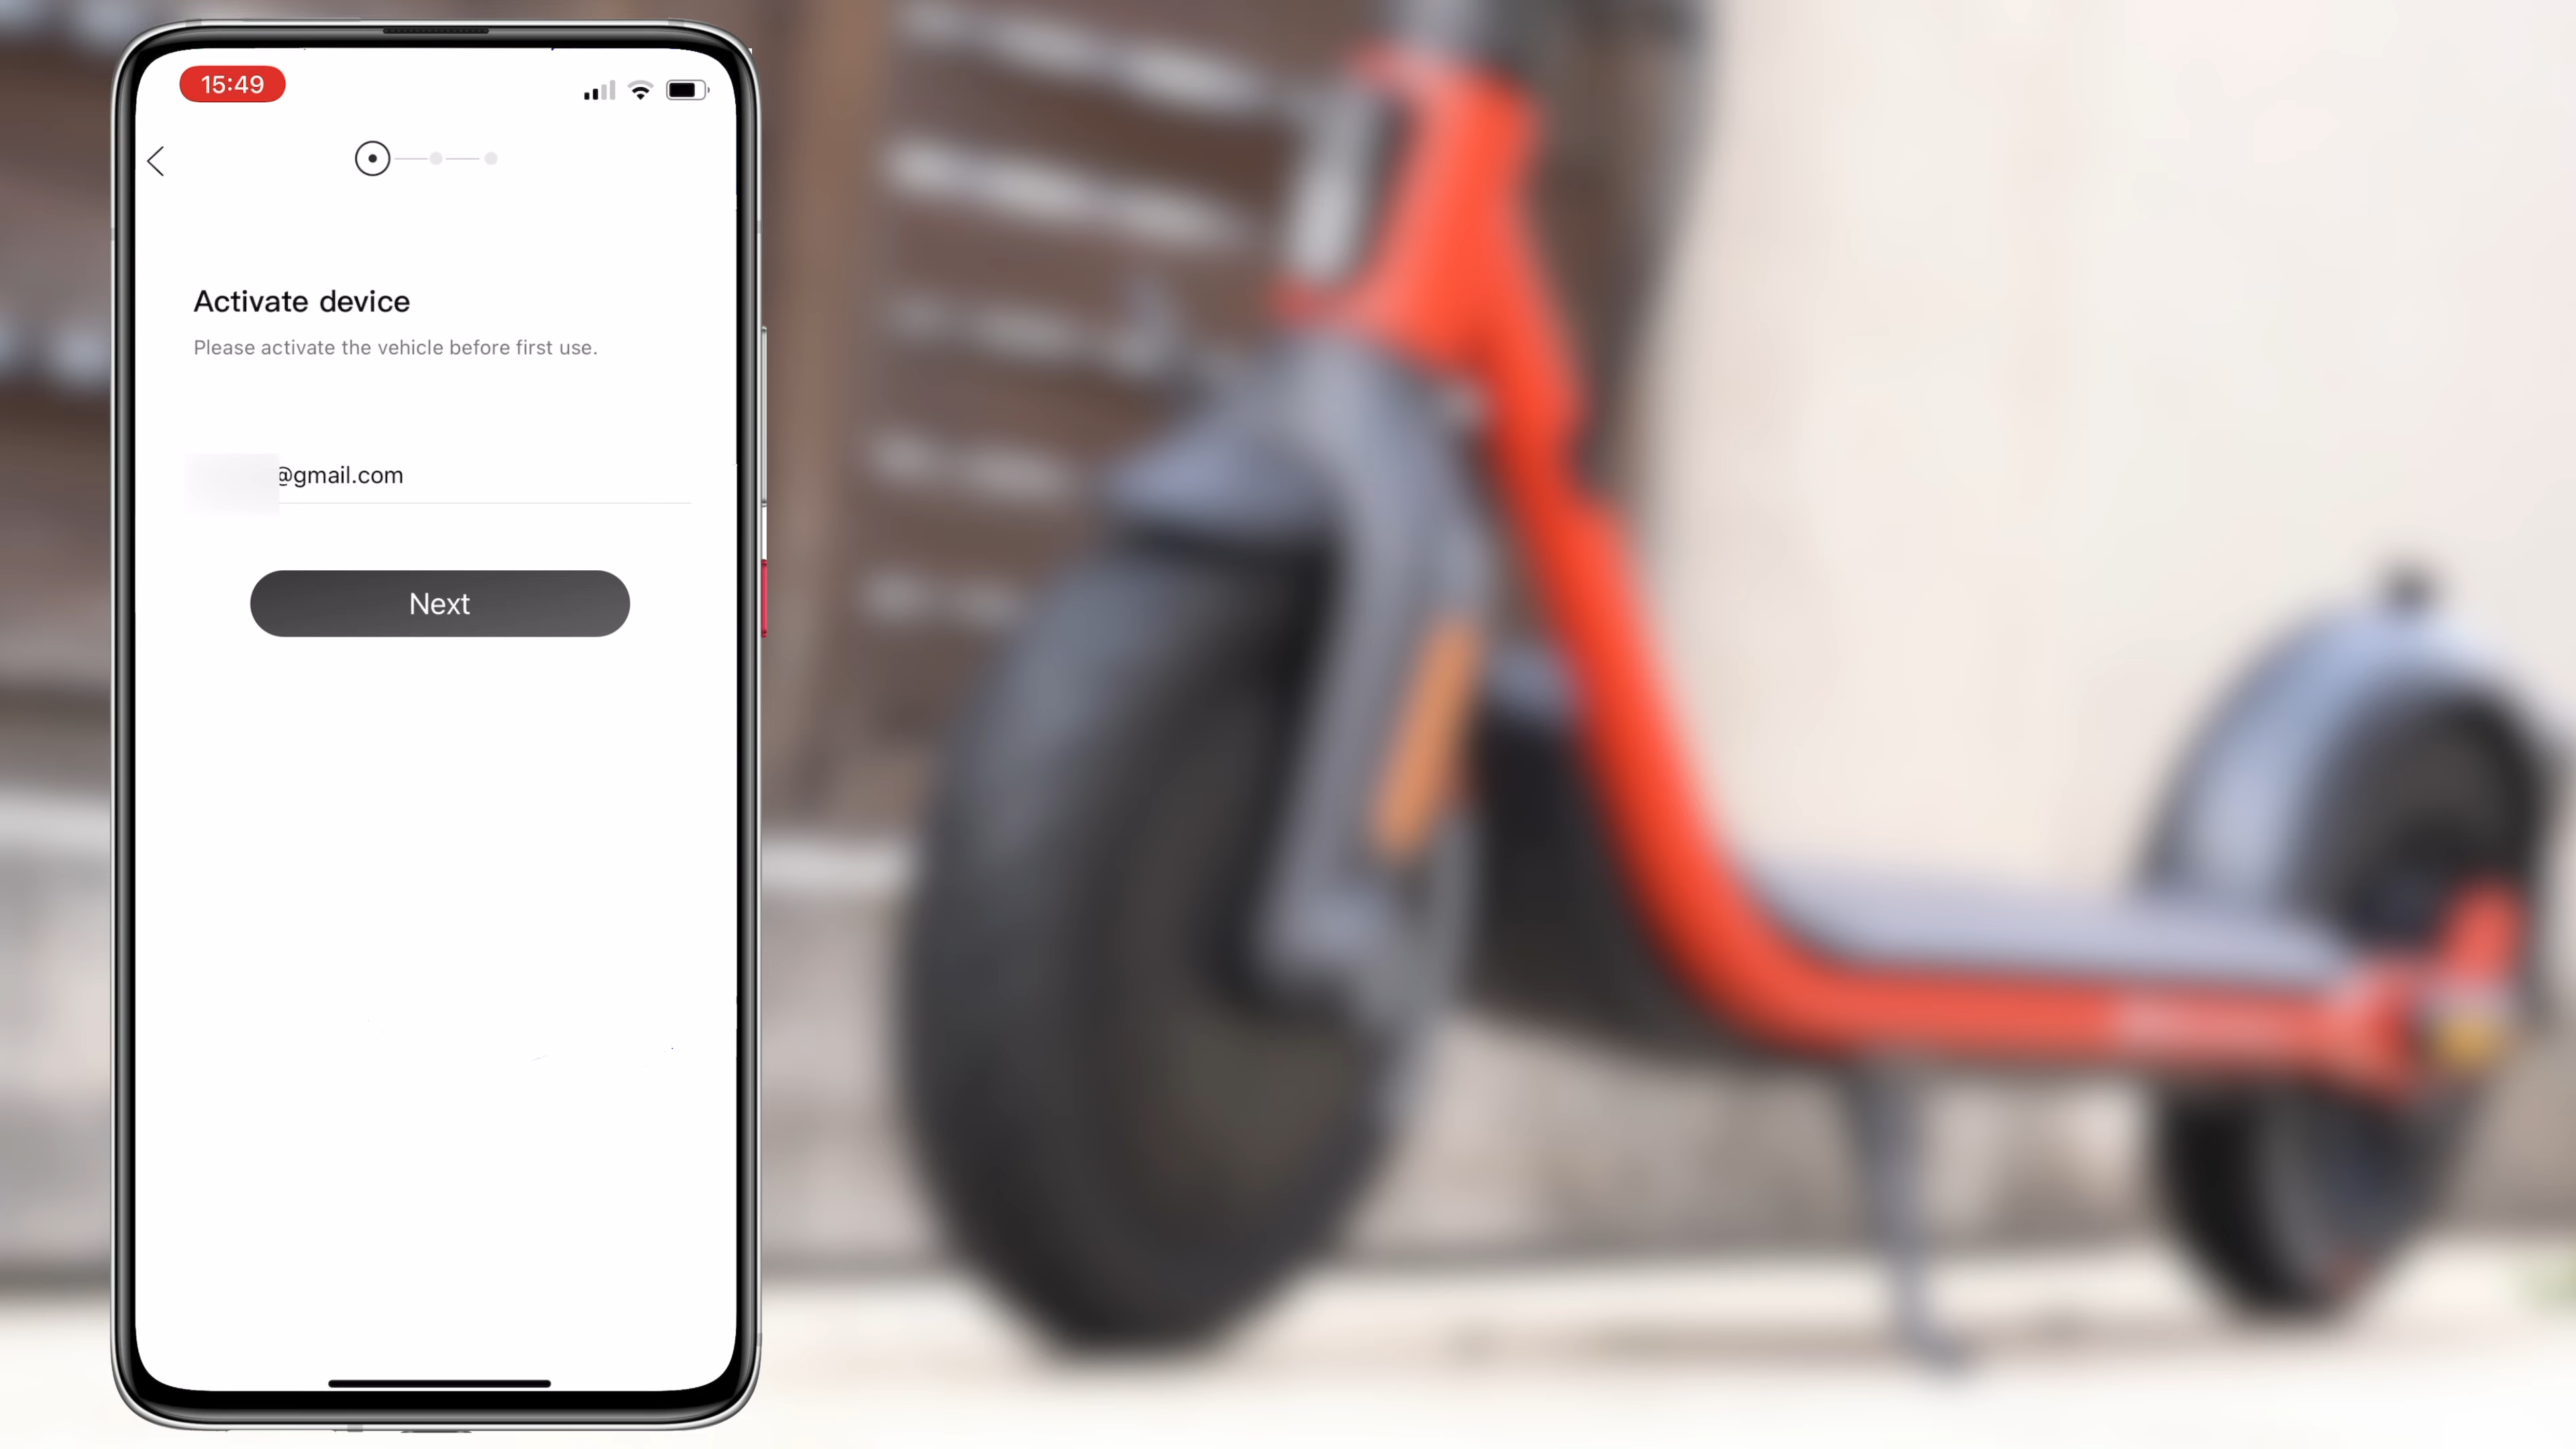 15:49
Activate device
Please activate the vehicle before first use.
@gmail.com
Next